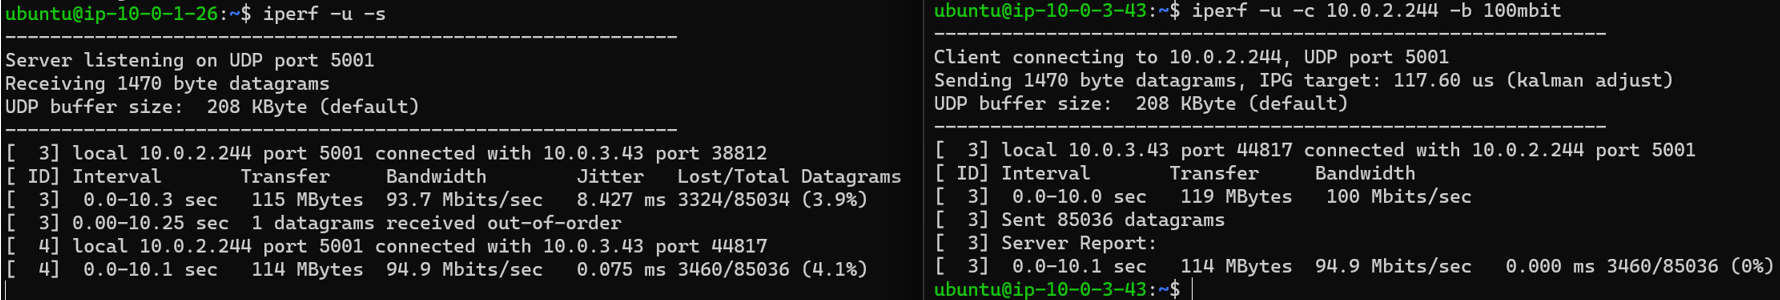 ubuntu@ip-10-0-1-26:~$ iperf -u -s
------------------------------------------------------------
Server listening on UDP port 5001
Receiving 1470 byte datagrams
UDP buffer size:  208 KByte (default)
------------------------------------------------------------
[  3] local 10.0.2.244 port 5001 connected with 10.0.3.43 port 38812
[ ID] Interval       Transfer     Bandwidth        Jitter   Lost/Total Datagrams
[  3]  0.0-10.3 sec   115 MBytes  93.7 Mbits/sec   8.427 ms 3324/85034 (3.9%)
[  3] 0.00-10.25 sec  1 datagrams received out-of-order
[  4] local 10.0.2.244 port 5001 connected with 10.0.3.43 port 44817
[  4]  0.0-10.1 sec   114 MBytes  94.9 Mbits/sec   0.075 ms 3460/85036 (4.1%)
ubuntu@ip-10-0-3-43:~$ iperf -u -c 10.0.2.244 -b 100mbit
------------------------------------------------------------
Client connecting to 10.0.2.244, UDP port 5001
Sending 1470 byte datagrams, IPG target: 117.60 us (kalman adjust)
UDP buffer size:  208 KByte (default)
------------------------------------------------------------
[  3] local 10.0.3.43 port 44817 connected with 10.0.2.244 port 5001
[ ID] Interval       Transfer     Bandwidth
[  3]  0.0-10.0 sec   119 MBytes   100 Mbits/sec
[  3] Sent 85036 datagrams
[  3] Server Report:
[  3]  0.0-10.1 sec   114 MBytes  94.9 Mbits/sec   0.000 ms 3460/85036 (0%)
ubuntu@ip-10-0-3-43:~$